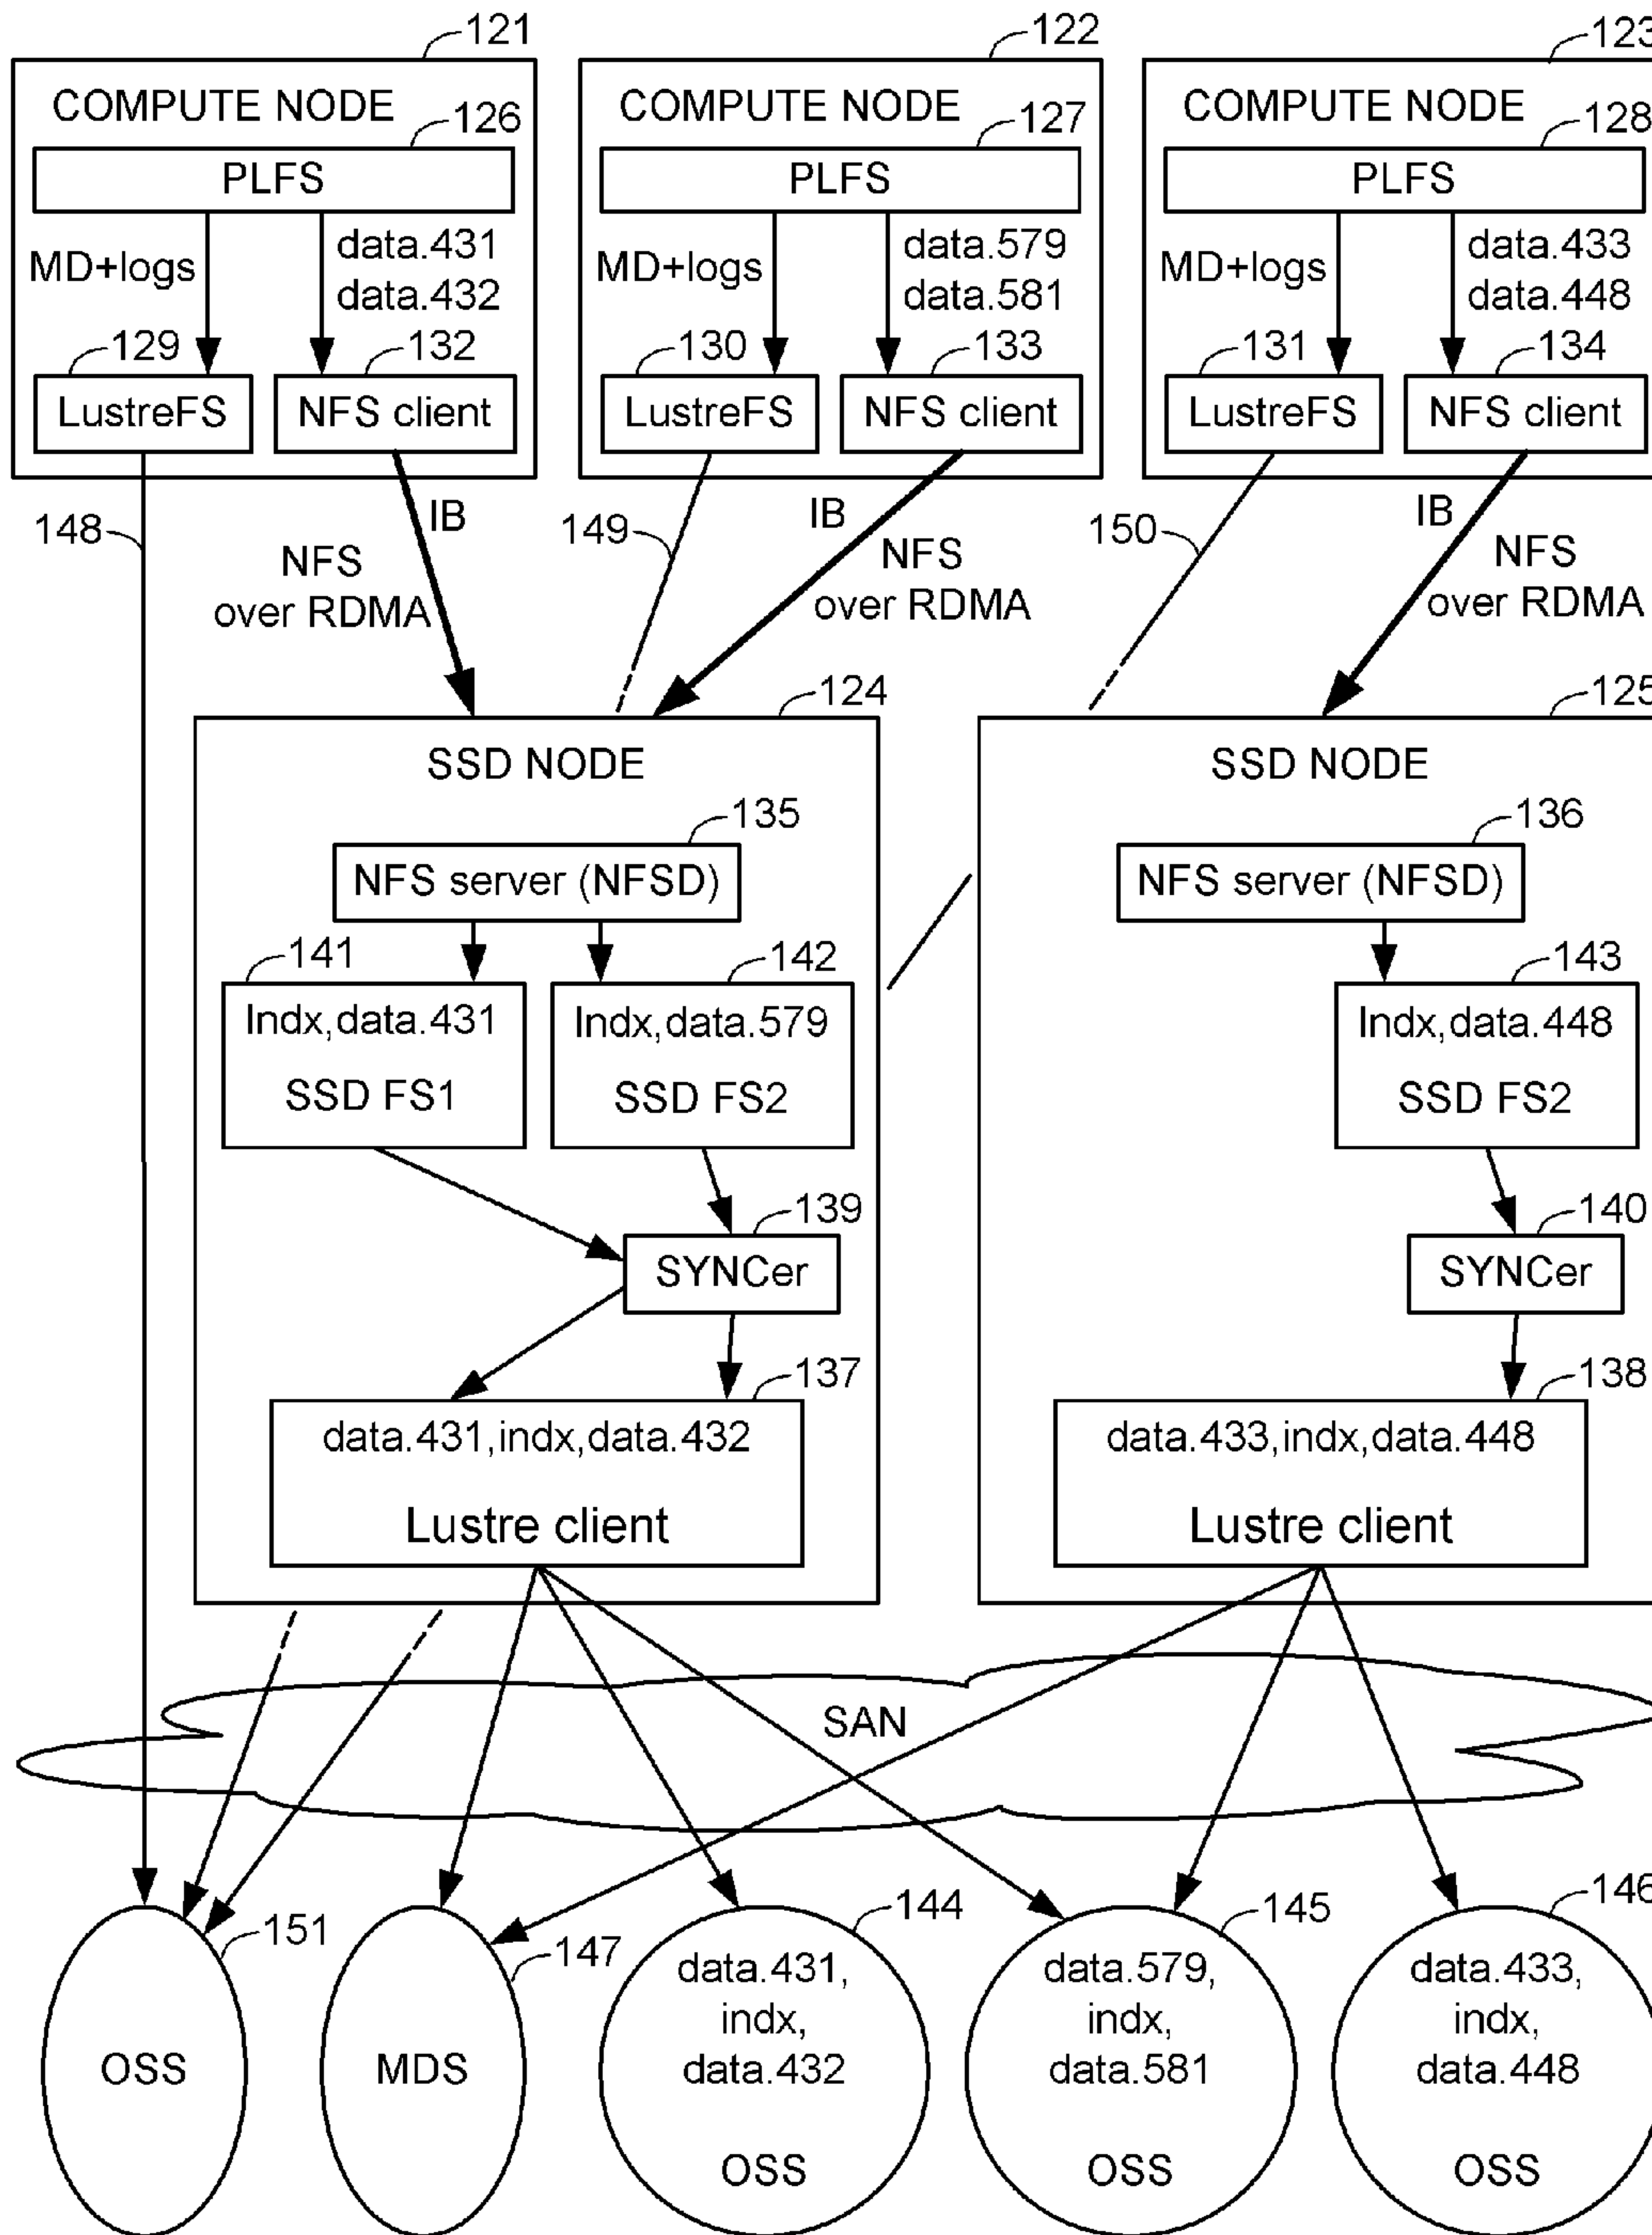 121
122
123
COMPUTE NODE
COMPUTE NODE
COMPUTE NODE
126
127
128
PLFS
PLFS
PLFS
MD+logs
data.431
data.432
MD+logs
data.579
data.581
MD+logs
data.433
data.448
129
132
130
133
131
134
LustreFS
NFS client
LustreFS
NFS client
LustreFS
NFS client
148
IB
NFS
over RDMA
149
IB
NFS
over RDMA
150
IB
NFS
over RDMA
124
125
SSD NODE
SSD NODE
135
136
NFS server (NFSD)
NFS server (NFSD)
141
142
143
Indx,data.431
SSD FS1
Indx,data.579
SSD FS2
Indx,data.448
SSD FS2
139
140
SYNCer
SYNCer
137
138
data.431,indx,data.432
Lustre client
data.433,indx,data.448
Lustre client
SAN
151
147
144
145
146
OSS
MDS
data.431,
indx,
data.432
OSS
data.579,
indx,
data.581
OSS
data.433,
indx,
data.448
OSS